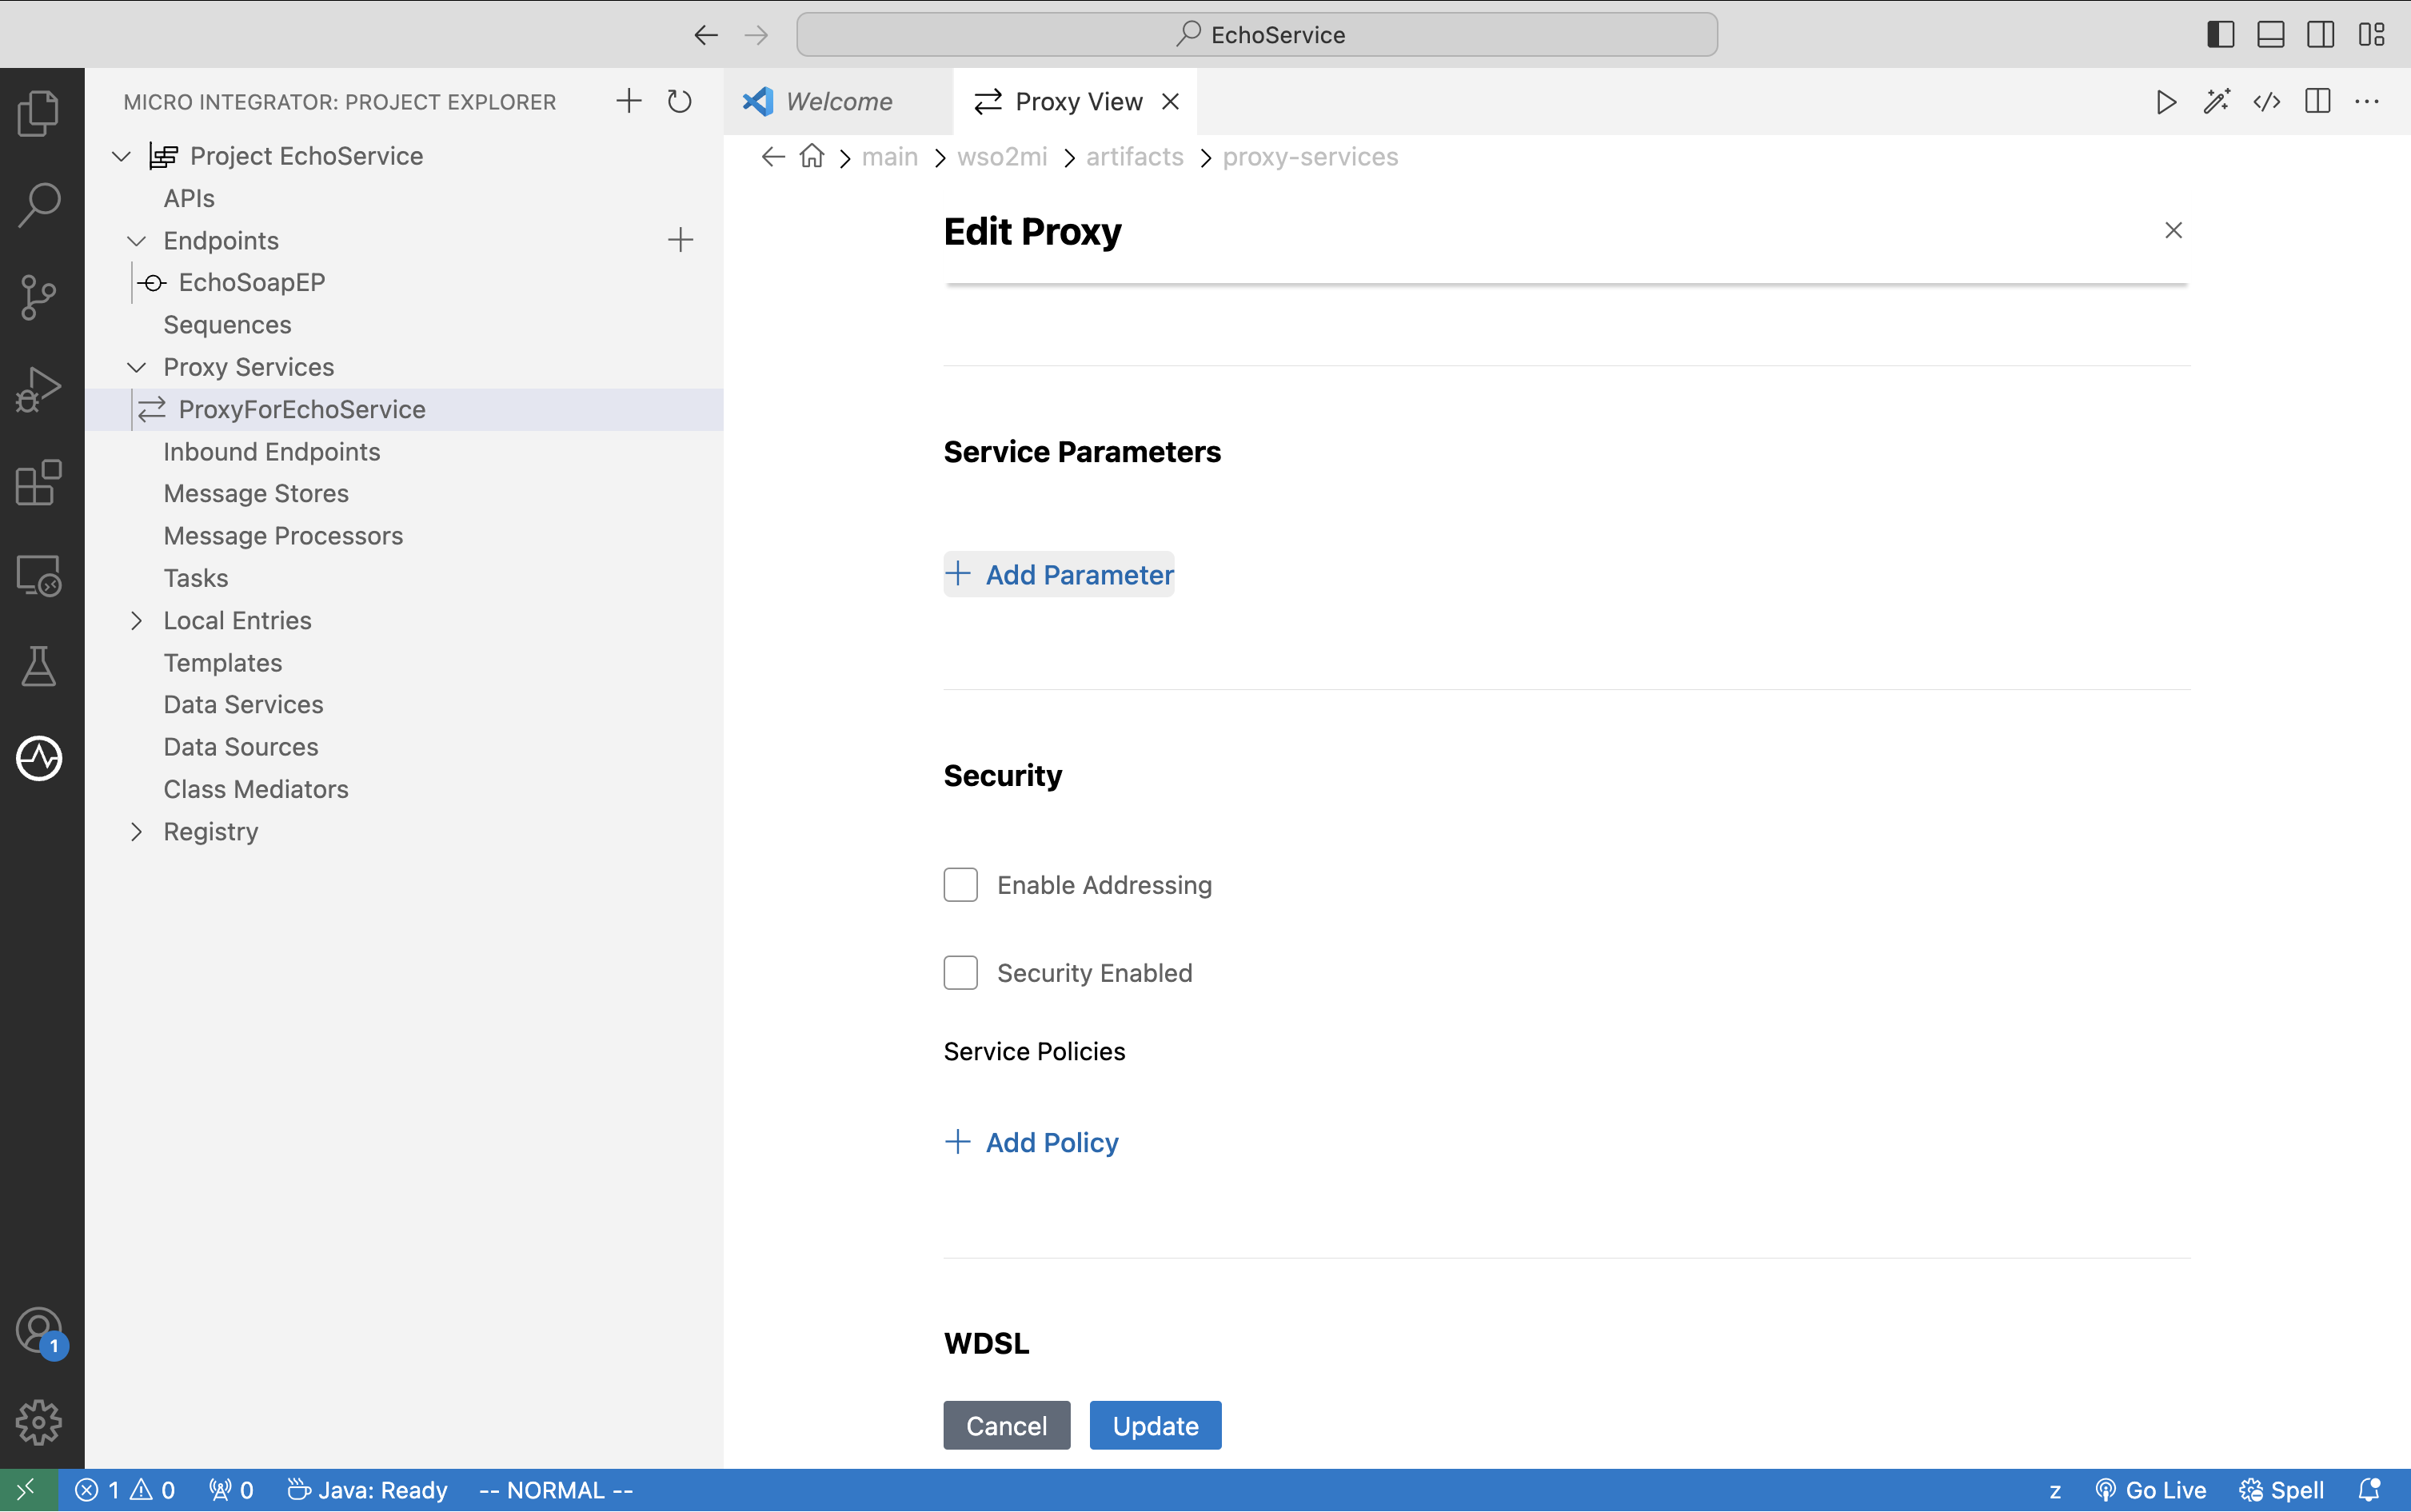 EchoService
MICRO INTEGRATOR: PROJECT EXPLORER
Project EchoService
APIs
Endpoints
EchoSoapEP
Sequences
Proxy Services
ProxyForEchoService
Inbound Endpoints
Message Stores
Message Processors
Tasks
Local Entries
Templates
Data Services
Data Sources
Class Mediators
Registry
Welcome
Proxy View
main
wso2mi
artifacts
proxy-services
Edit Proxy
Service Parameters
Add Parameter
Security
Enable Addressing
Security Enabled
Service Policies
Add Policy
WDSL
Cancel
Update
1
1 0 0 Java: Ready -- NORMAL -- z Go Live Spell